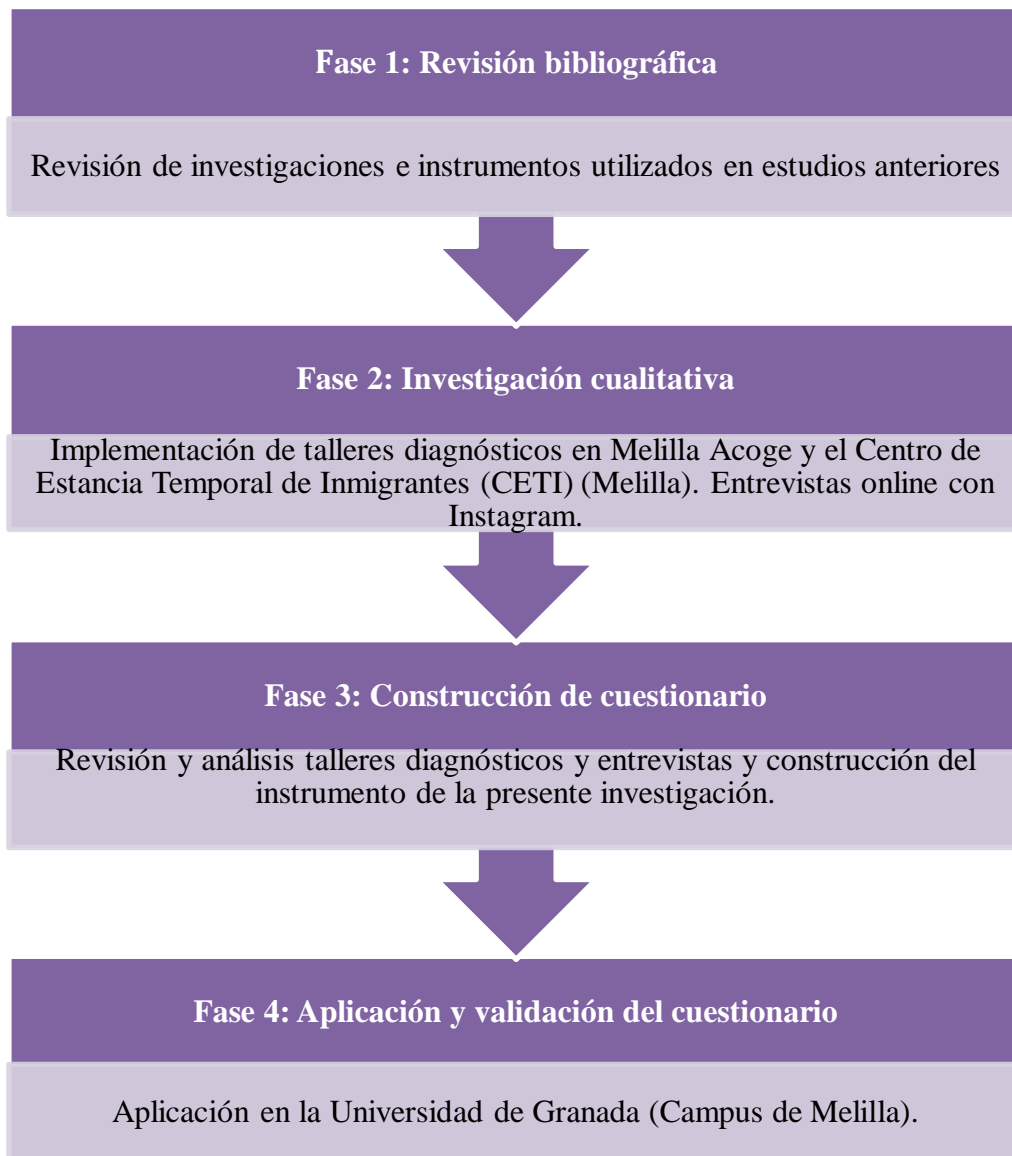 Fase 1: Revisión bibliográfica
Revisión de investigaciones e instrumentos utilizados en estudios anteriores
Fase 2: Investigación cualitativa
Implementación de talleres diagnósticos en Melilla Acoge y el Centro de
Estancia Temporal de Inmigrantes (CETI) (Melilla). Entrevistas online con
Instagram.
Fase 3: Construcción de cuestionario
Revisión y análisis talleres diagnósticos y entrevistas y construcción del
instrumento de la presente investigación.
Fase 4: Aplicación y validación del cuestionario
Aplicación en la Universidad de Granada (Campus de Melilla).